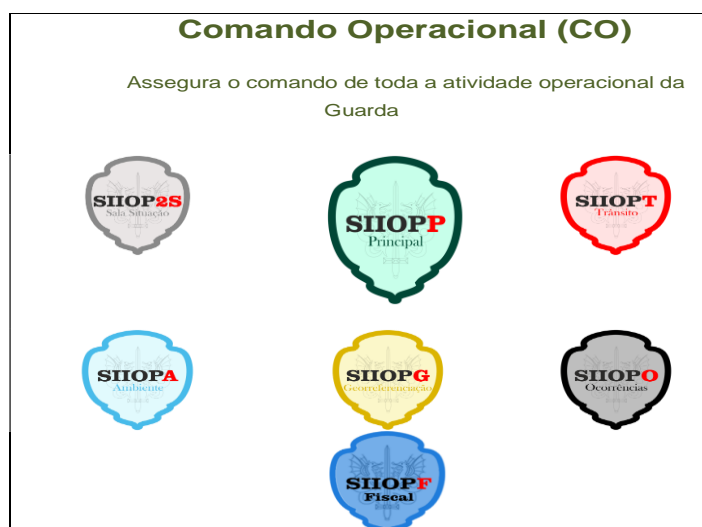 Comando Operacional (CO)
Assegura o comando de toda a atividade operacional da
Guarda
SIIOP2S
Sala Situação
SIIOPP
Principal
SIIOPT
Trânsito
SIIOPA
Ambiente
SIIOPG
Georreferenciação
SIIOPO
Ocorrências
SIIOPF
Fiscal